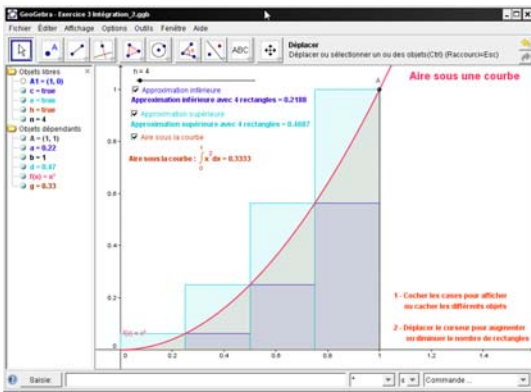 GeoGebra - Exercice 3 Intégration_2.ggb
Fichier Éditer Affichage Options Outils Fenêtre Aide
ABC
Déplacer
Déplacer ou sélectionner un ou des objets(Ctrl) (Raccourci=Esc)
Objets libres
A1 = (1, 0)
c = true
e = true
h = true
n = 4
Objets dépendants
A = (1, 1)
a = 0.22
b = 1
d = 0.47
f(x) = x²
g = 0.33
n = 4
Aire sous une courbe
Approximation inférieure
Approximation inférieure avec 4 rectangles = 0.2188
Approximation supérieure
Approximation supérieure avec 4 rectangles = 0.4687
Aire sous la courbe
Aire sous la courbe : ∫₀¹ x² dx = 0.3333
A
1
0.8
0.6
0.4
0.2
0
f(x) = x²
0 0.2 0.4 0.6 0.8 1 1.2 1.4
1 - Cocher les cases pour afficher
ou cacher les différents objets
2 - Déplacer le curseur pour augmenter
ou diminuer le nombre de rectangles
Saisie:
Commande ...